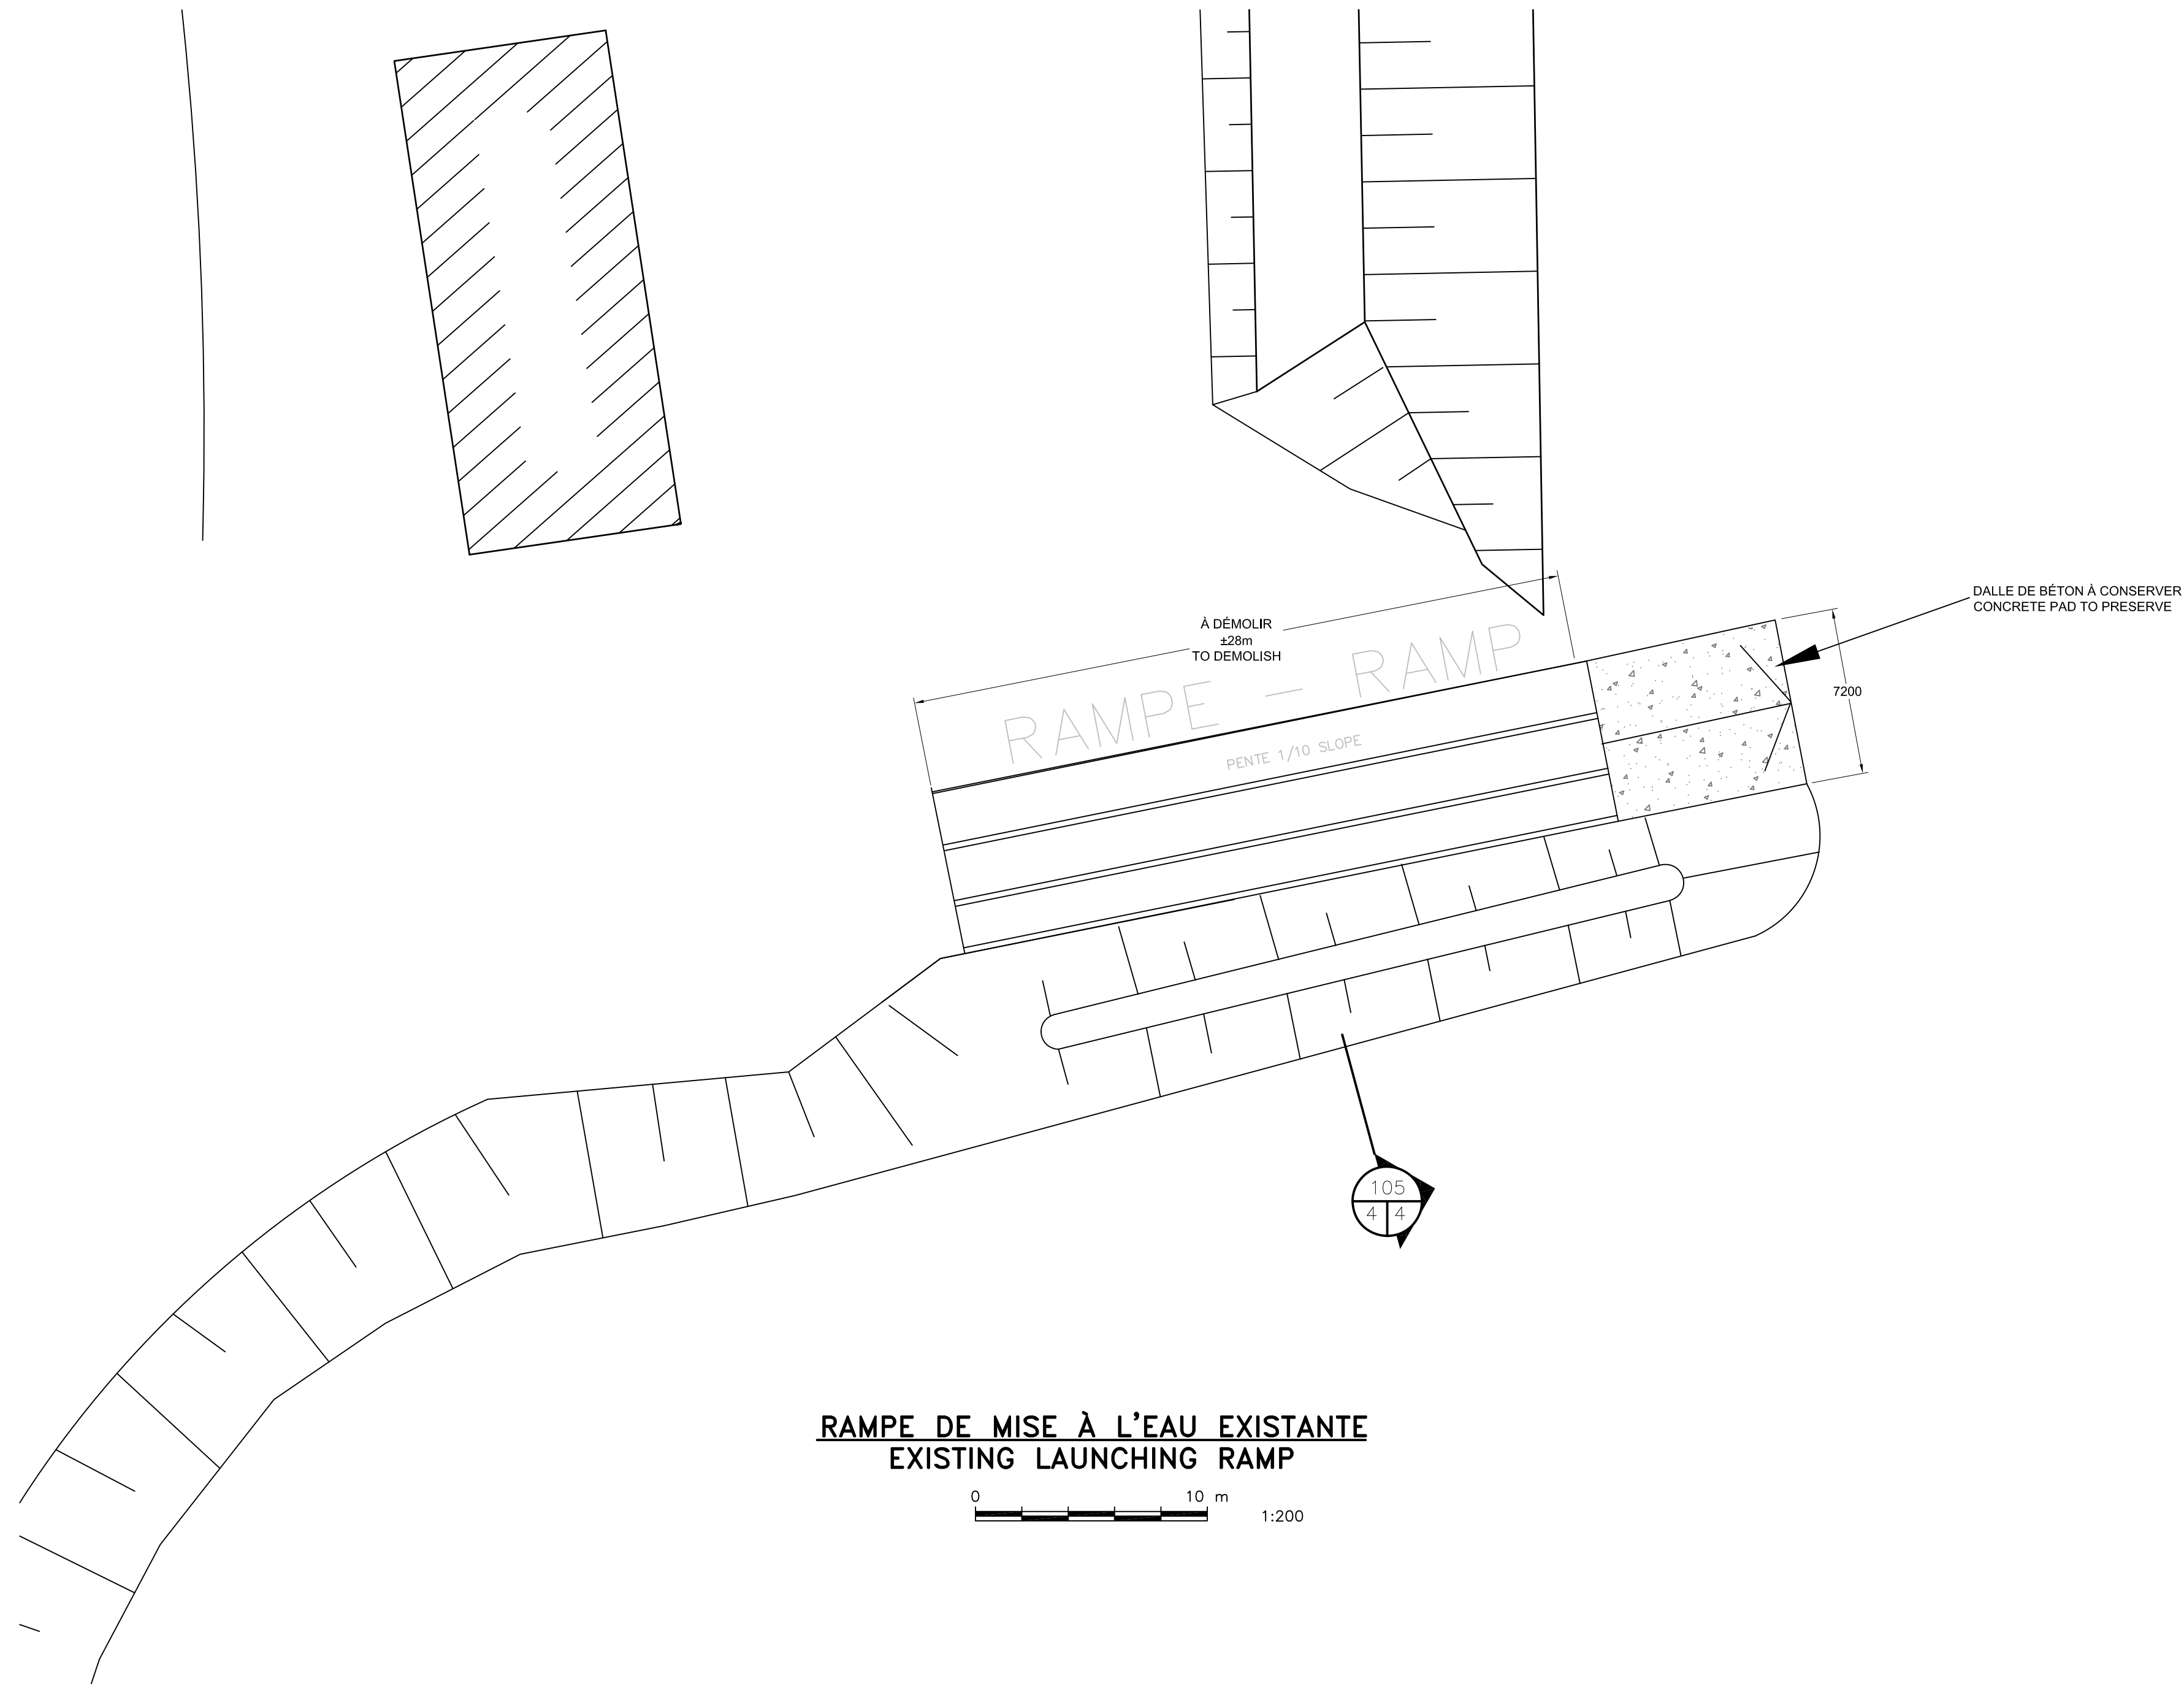 À DÉMOLIR
±28m
TO DEMOLISH
DALLE DE BÉTON À CONSERVER
CONCRETE PAD TO PRESERVE
RAMPE — RAMP
7200
PENTE 1/10 SLOPE
105
4 4
RAMPE DE MISE À L'EAU EXISTANTE
EXISTING LAUNCHING RAMP
0 10 m
1:200